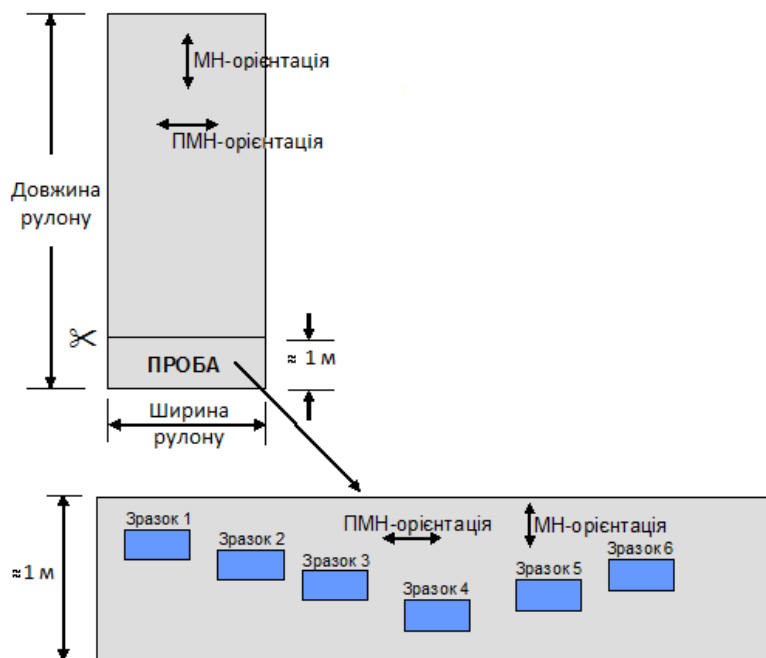 МН-орієнтація
ПМН-орієнтація
Довжина
рулону
ПРОБА
≈ 1 м
Ширина
рулону
Зразок 1
Зразок 2
Зразок 3
ПМН-орієнтація
Зразок 4
МН-орієнтація
Зразок 5
Зразок 6
≈1 м